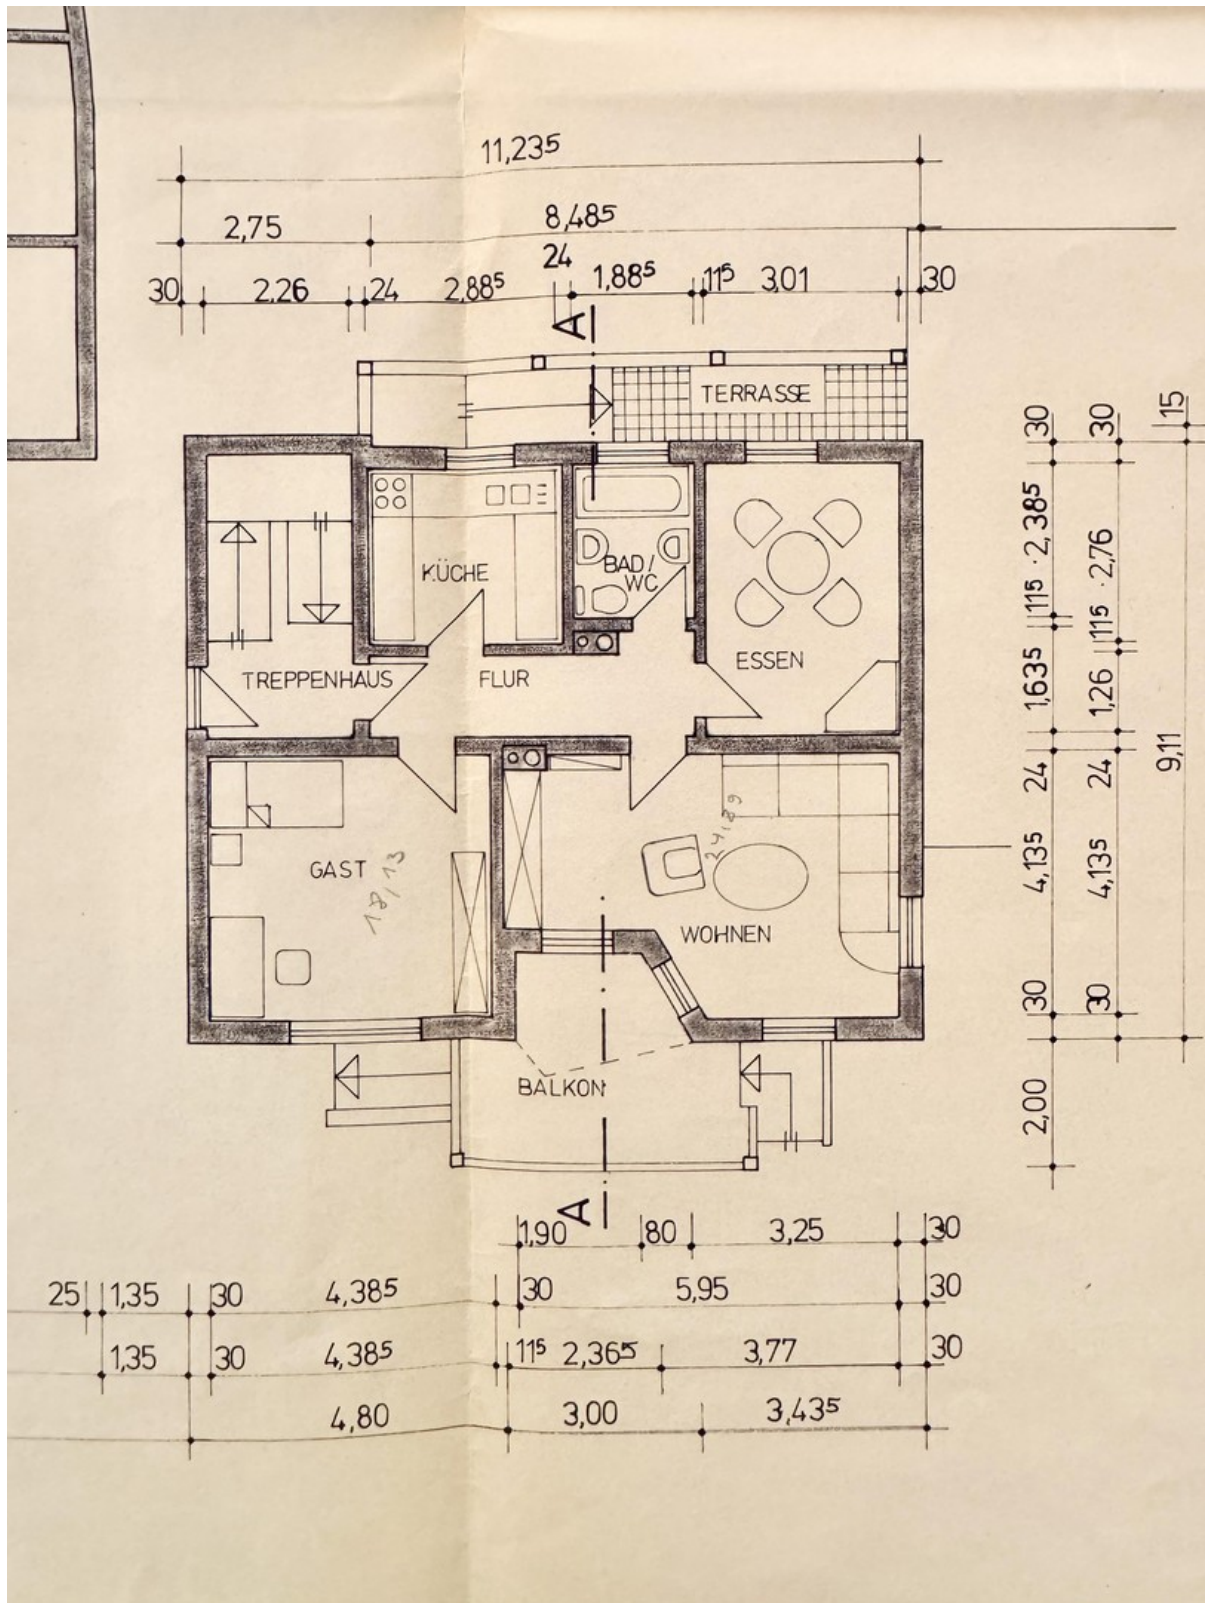 11,23⁵
2,75 8,48⁵
24
30 2,26 24 2,88⁵ 1,88⁵ 11⁵ 3,01 30
A
TERRASSE
KÜCHE
BAD/
WC
ESSEN
TREPPENHAUS
FLUR
GAST
18,13
24,89
WOHNEN
BALKON
A
30 11⁵ · 2,38⁵ 1,63⁵ 24 4,13⁵ 30 2,00
30 11⁵ · 2,76 1,26 24 4,13⁵ 30
15 9,11
1,90 80 3,25 30
25 1,35 30 4,38⁵ 30 5,95 30
1,35 30 4,38⁵ 11⁵ 2,36⁵ 3,77 30
4,80 3,00 3,43⁵